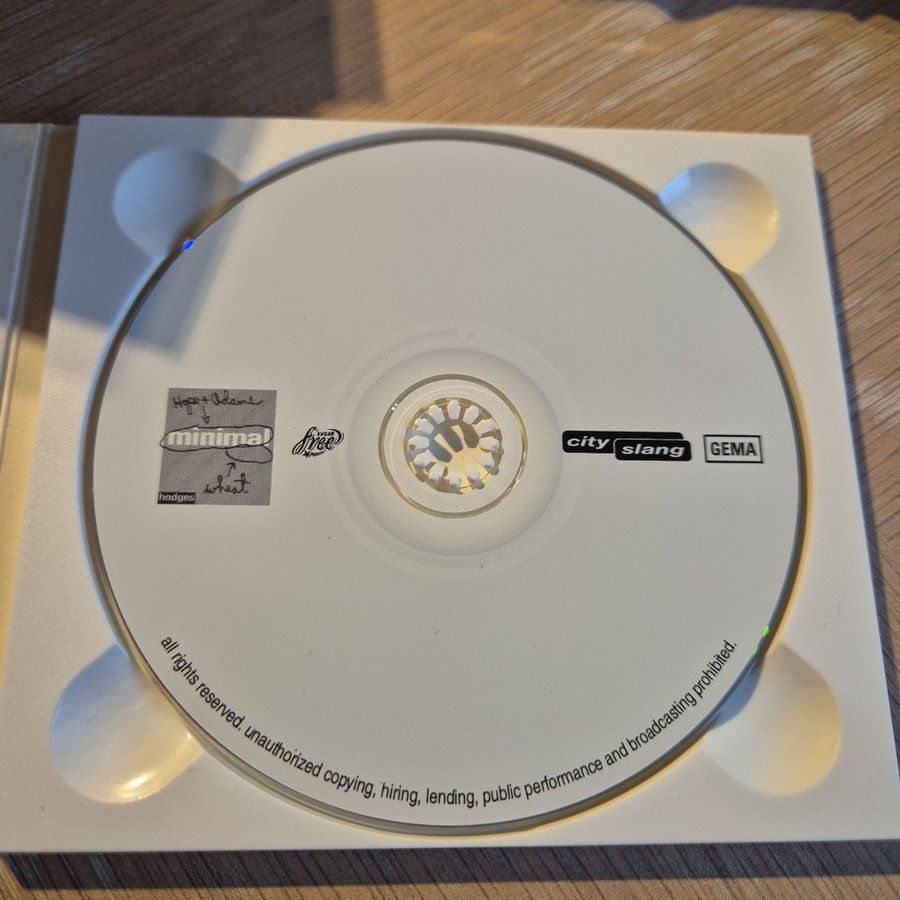 Hope + Adams
minimal
wheat
hodges
SUGAR
free
city
slang
GEMA
all rights reserved. unauthorized copying, hiring, lending, public performance and broadcasting prohibited.